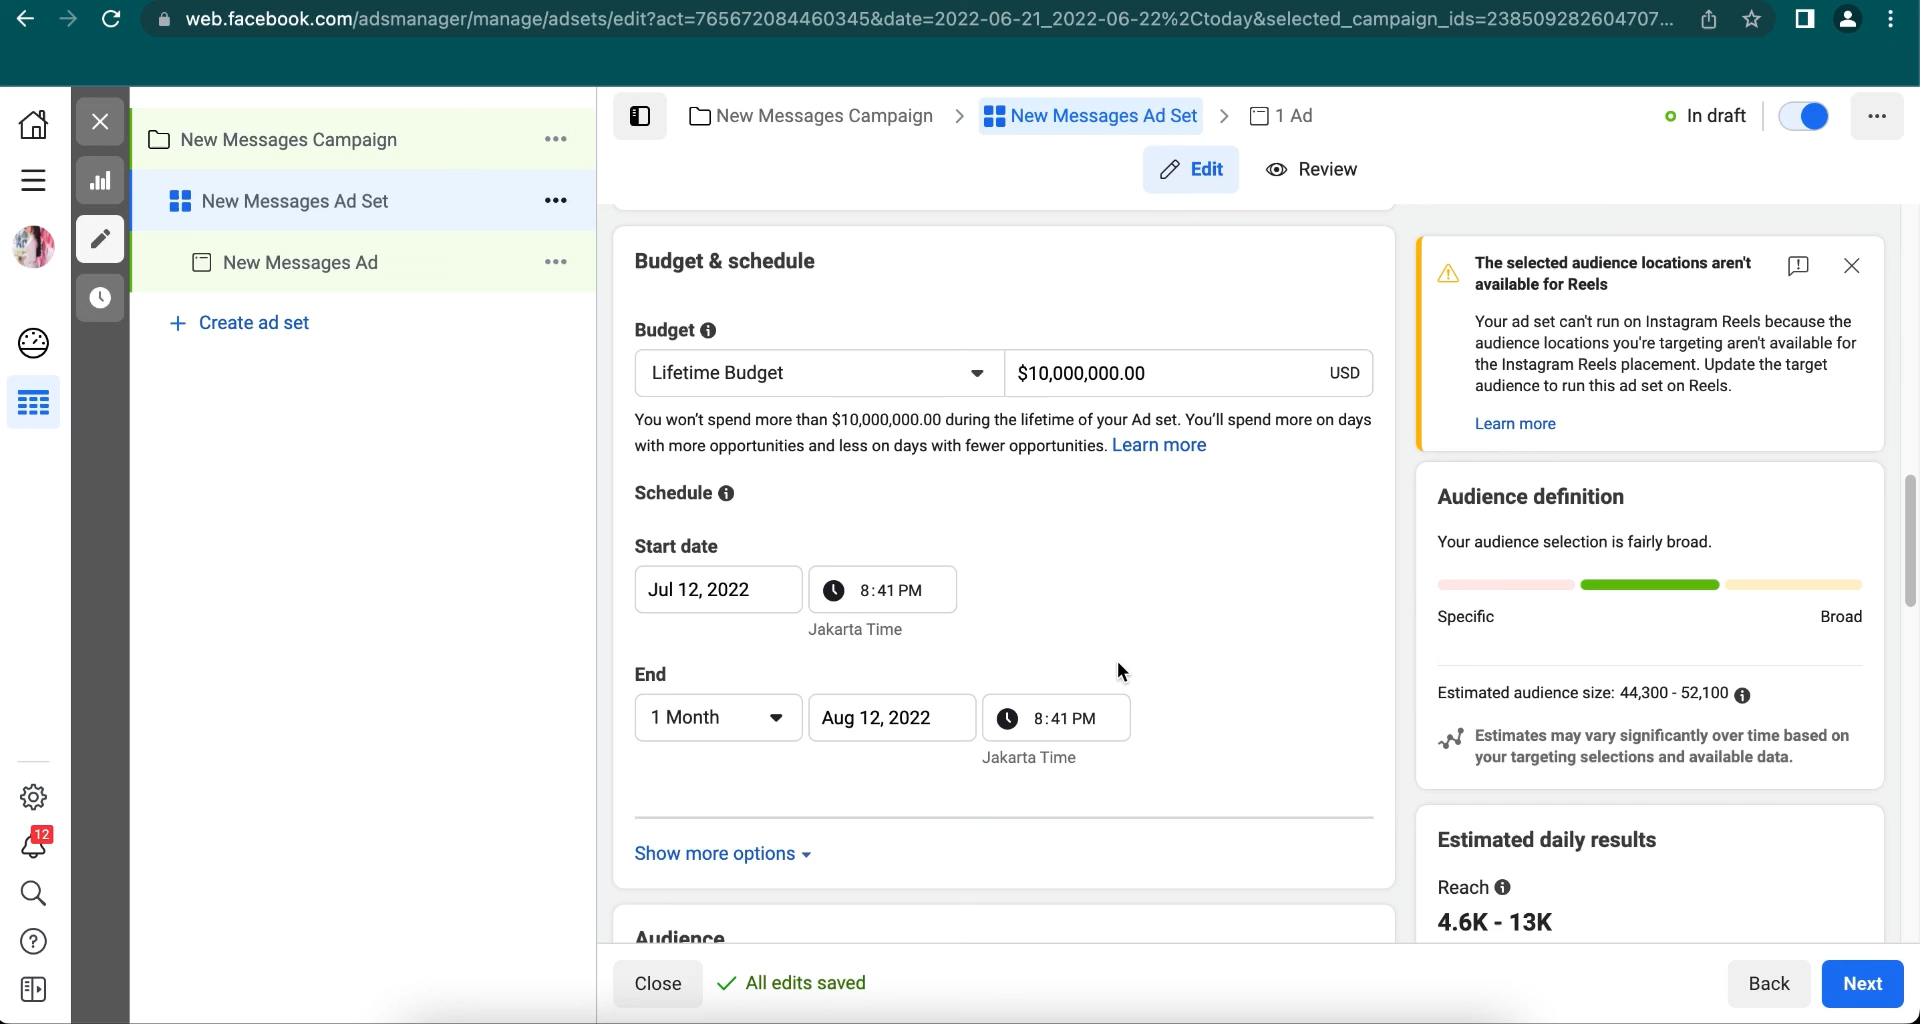 web.facebook.com/adsmanager/manage/adsets/edit?act=765672084460345&date=2022-06-21_2022-06-22%2Ctoday&selected_campaign_ids=238509282604707...
New Messages Campaign
New Messages Ad Set
New Messages Ad
+ Create ad set
12
New Messages Campaign > New Messages Ad Set > 1 Ad
In draft
Edit
Review
Budget & schedule
Budget
Lifetime Budget
$10,000,000.00
USD
You won't spend more than $10,000,000.00 during the lifetime of your Ad set. You'll spend more on days
with more opportunities and less on days with fewer opportunities. Learn more
Schedule
Start date
Jul 12, 2022
8:41 PM
Jakarta Time
End
1 Month
Aug 12, 2022
8:41 PM
Jakarta Time
Show more options
Audience
Close
All edits saved
Back
Next
The selected audience locations aren't
available for Reels
Your ad set can't run on Instagram Reels because the
audience locations you're targeting aren't available for
the Instagram Reels placement. Update the target
audience to run this ad set on Reels.
Learn more
Audience definition
Your audience selection is fairly broad.
Specific
Broad
Estimated audience size: 44,300 - 52,100
Estimates may vary significantly over time based on
your targeting selections and available data.
Estimated daily results
Reach
4.6K - 13K